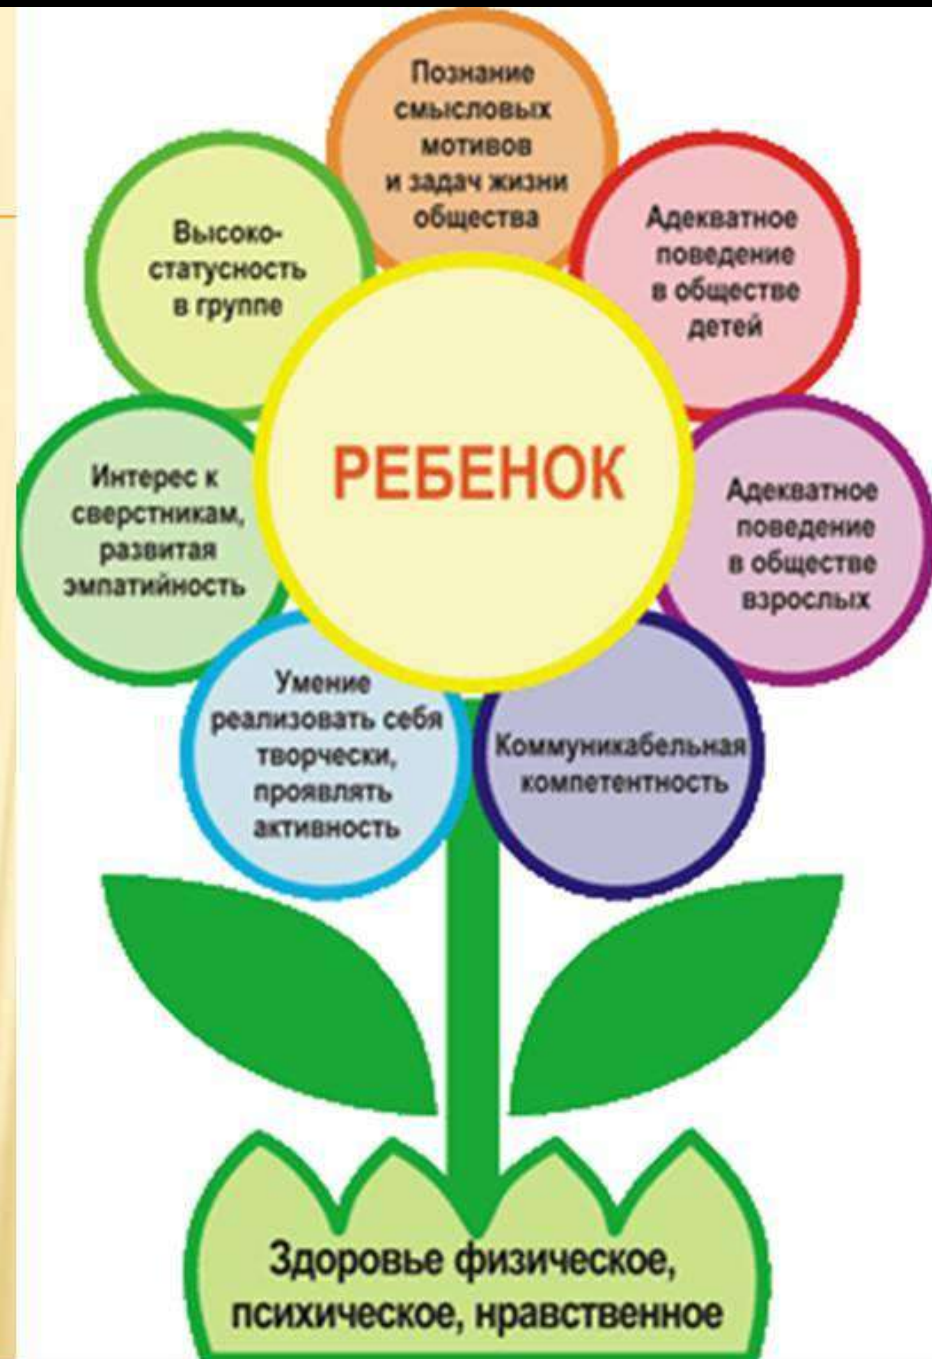 Познание
смысловых
мотивов
и задач жизни
общества
Высоко-
статусность
в группе
Адекватное
поведение
в обществе
детей
РЕБЕНОК
Интерес к
сверстникам,
развитая
эмпатийность
Адекватное
поведение
в обществе
взрослых
Умение
реализовать себя
творчески,
проявлять
активность
Коммуникабельная
компетентность
Здоровье физическое,
психическое, нравственное